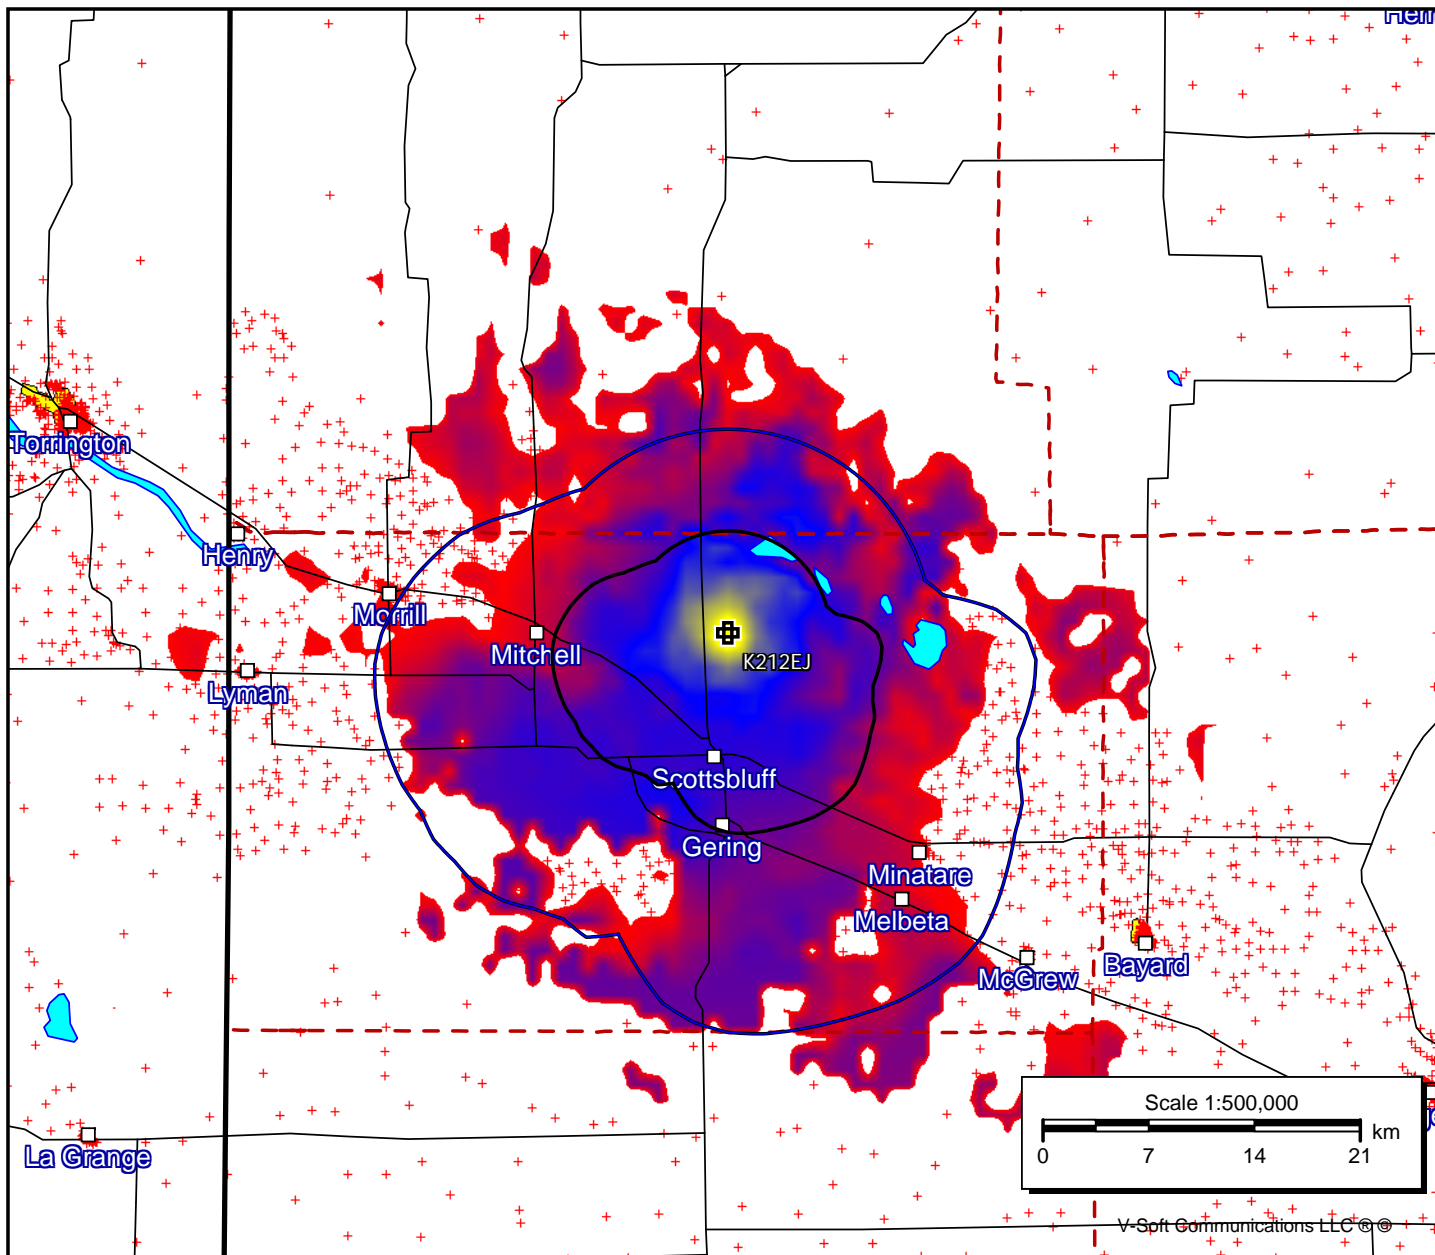 Torrington
Henry
Morrill
Mitchell
K212EJ
Lyman
Scottsbluff
Gering
Minatare
Melbeta
McGrew
Bayard
La Grange
Scale 1:500,000
km
0 7 14 21
V-Soft Communications LLC ® ©